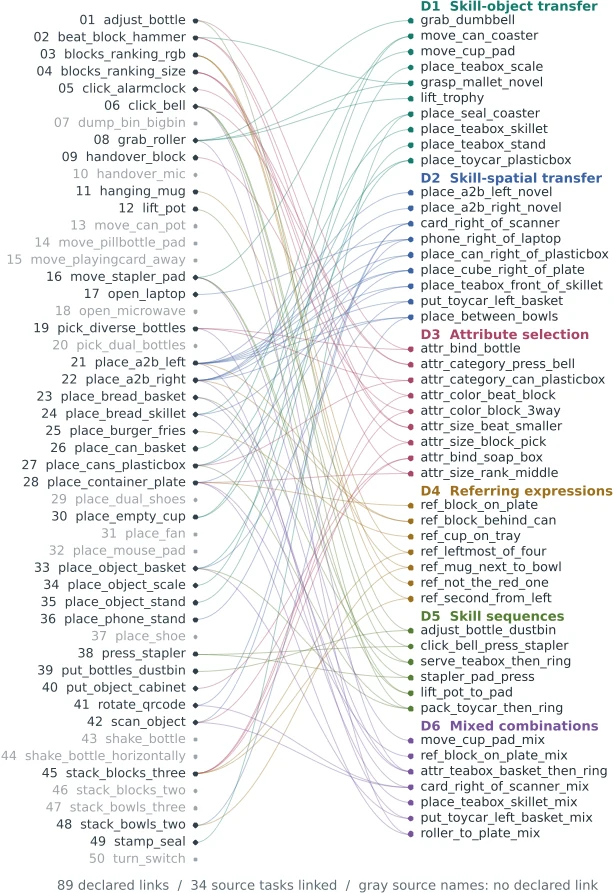 01 adjust_bottle
02 beat_block_hammer
03 blocks_ranking_rgb
04 blocks_ranking_size
05 click_alarmclock
06 click_bell
07 dump_bin_bigbin
08 grab_roller
09 handover_block
10 handover_mic
11 hanging_mug
12 lift_pot
13 move_can_pot
14 move_pillbottle_pad
15 move_playingcard_away
16 move_stapler_pad
17 open_laptop
18 open_microwave
19 pick_diverse_bottles
20 pick_dual_bottles
21 place_a2b_left
22 place_a2b_right
23 place_bread_basket
24 place_bread_skillet
25 place_burger_fries
26 place_can_basket
27 place_cans_plasticbox
28 place_container_plate
29 place_dual_shoes
30 place_empty_cup
31 place_fan
32 place_mouse_pad
33 place_object_basket
34 place_object_scale
35 place_object_stand
36 place_phone_stand
37 place_shoe
38 press_stapler
39 put_bottles_dustbin
40 put_object_cabinet
41 rotate_qrcode
42 scan_object
43 shake_bottle
44 shake_bottle_horizontally
45 stack_blocks_three
46 stack_blocks_two
47 stack_bowls_three
48 stack_bowls_two
49 stamp_seal
50 turn_switch
D1 Skill-object transfer
grab_dumbbell
move_can_coaster
move_cup_pad
place_teabox_scale
grasp_mallet_novel
lift_trophy
place_seal_coaster
place_teabox_skillet
place_teabox_stand
place_toycar_plasticbox
D2 Skill-spatial transfer
place_a2b_left_novel
place_a2b_right_novel
card_right_of_scanner
phone_right_of_laptop
place_can_right_of_plasticbox
place_cube_right_of_plate
place_teabox_front_of_skillet
put_toycar_left_basket
place_between_bowls
D3 Attribute selection
attr_bind_bottle
attr_category_press_bell
attr_category_can_plasticbox
attr_color_beat_block
attr_color_block_3way
attr_size_beat_smaller
attr_size_block_pick
attr_bind_soap_box
attr_size_rank_middle
D4 Referring expressions
ref_block_on_plate
ref_block_behind_can
ref_cup_on_tray
ref_leftmost_of_four
ref_mug_next_to_bowl
ref_not_the_red_one
ref_second_from_left
D5 Skill sequences
adjust_bottle_dustbin
click_bell_press_stapler
serve_teabox_then_ring
stapler_pad_press
lift_pot_to_pad
pack_toycar_then_ring
D6 Mixed combinations
move_cup_pad_mix
ref_block_on_plate_mix
attr_teabox_basket_then_ring
card_right_of_scanner_mix
place_teabox_skillet_mix
put_toycar_left_basket_mix
roller_to_plate_mix
89 declared links / 34 source tasks linked / gray source names: no declared link